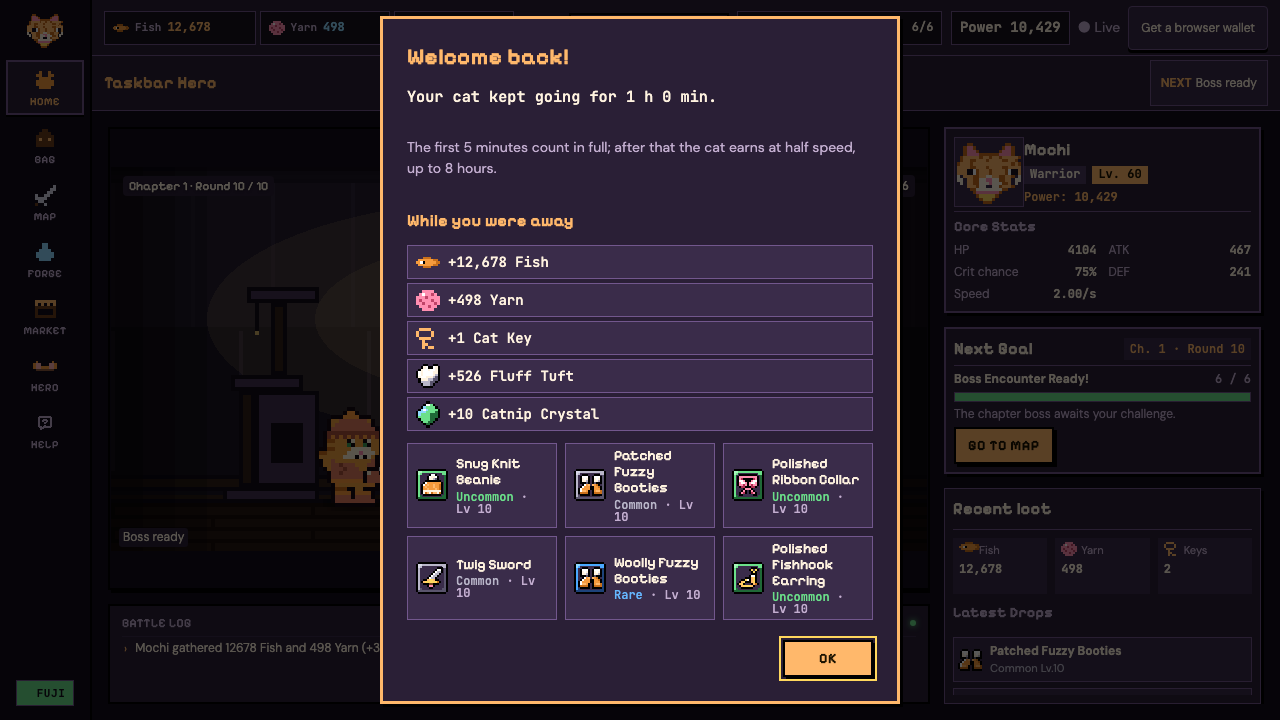 Fish 12,678
Yarn 498
6/6
Power 10,429
Live
Get a browser wallet
HOME
BAG
MAP
FORGE
MARKET
HERO
HELP
FUJI
Taskbar Hero
NEXT Boss ready
Chapter 1 · Round 10 / 10
6
Boss ready
BATTLE LOG
› Mochi gathered 12678 Fish and 498 Yarn (+3
Welcome back!
Your cat kept going for 1 h 0 min.
The first 5 minutes count in full; after that the cat earns at half speed,
up to 8 hours.
While you were away
+12,678 Fish
+498 Yarn
+1 Cat Key
+526 Fluff Tuft
+10 Catnip Crystal
Snug Knit
Beanie
Uncommon ·
Lv 10
Patched
Fuzzy
Booties
Common · Lv
10
Polished
Ribbon Collar
Uncommon ·
Lv 10
Twig Sword
Common · Lv
10
Woolly Fuzzy
Booties
Rare · Lv 10
Polished
Fishhook
Earring
Uncommon ·
Lv 10
OK
Mochi
Warrior Lv. 60
Power: 10,429
Core Stats
HP 4104 ATK 467
Crit chance 75% DEF 241
Speed 2.00/s
Next Goal Ch. 1 · Round 10
Boss Encounter Ready! 6 / 6
The chapter boss awaits your challenge.
GO TO MAP
Recent loot
Fish
12,678
Yarn
498
Keys
2
Latest Drops
Patched Fuzzy Booties
Common Lv.10